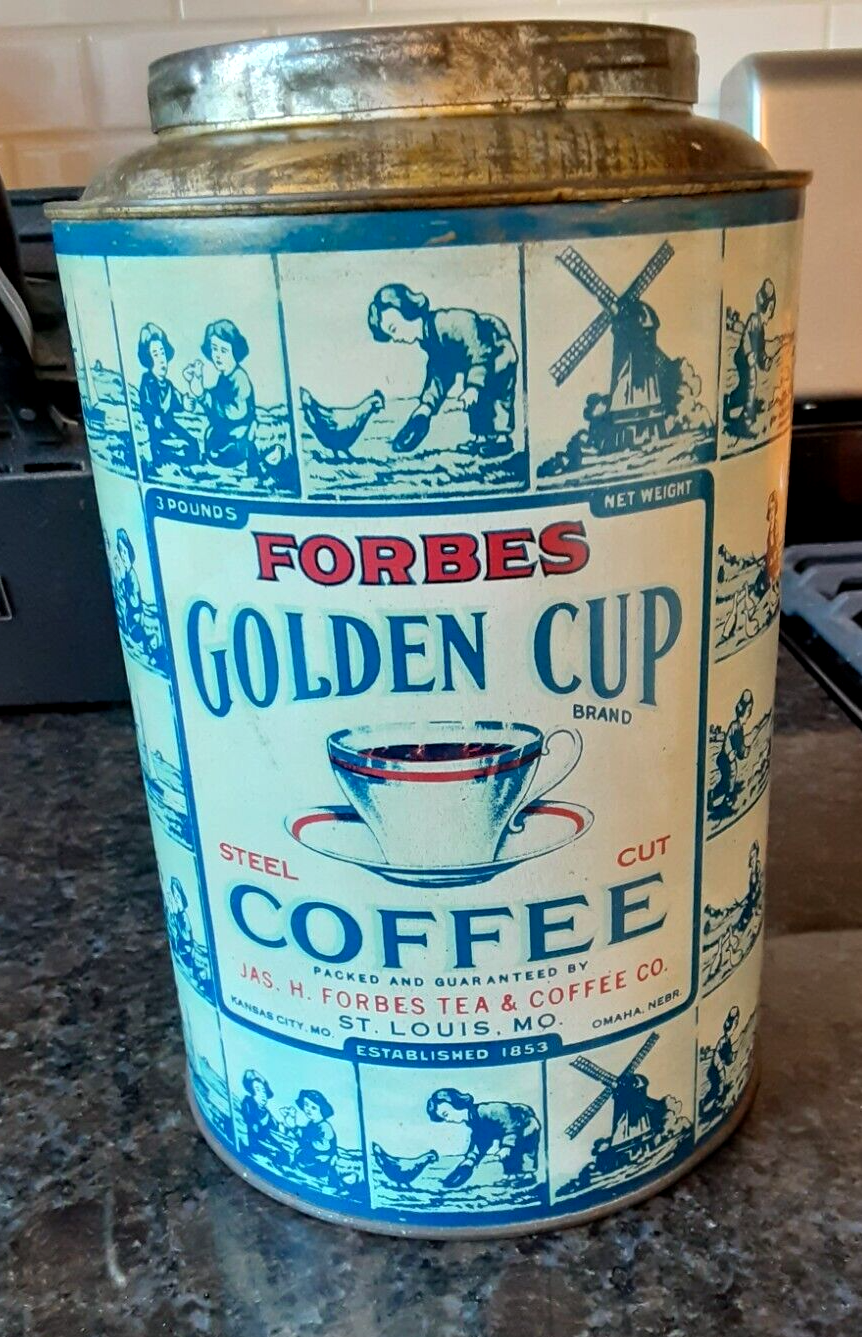 3 POUNDS
NET WEIGHT
FORBES
GOLDEN CUP
BRAND
STEEL
CUT
COFFEE
PACKED AND GUARANTEED BY
JAS. H. FORBES TEA & COFFEE CO.
KANSAS CITY, MO. ST. LOUIS, MO. OMAHA, NEBR.
ESTABLISHED 1853